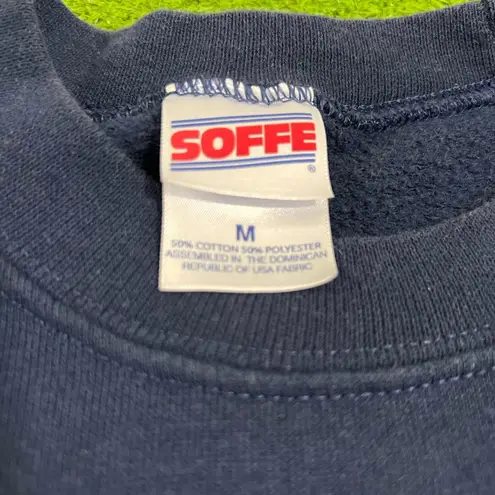 SOFFE
®
M
50% COTTON 50% POLYESTER
ASSEMBLED IN THE DOMINICAN
REPUBLIC OF USA FABRIC